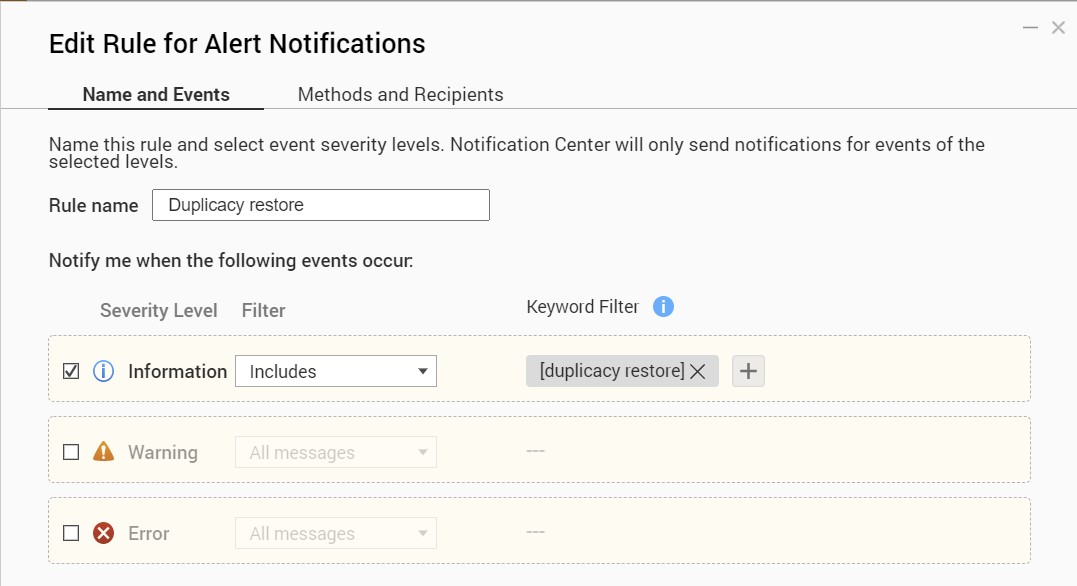 Edit Rule for Alert Notifications
Name and Events Methods and Recipients
Name this rule and select event severity levels. Notification Center will only send notifications for events of the
selected levels.
Rule name Duplicacy restore
Notify me when the following events occur:
Severity Level Filter Keyword Filter i
i Information Includes [duplicacy restore]
Warning All messages ---
Error All messages ---